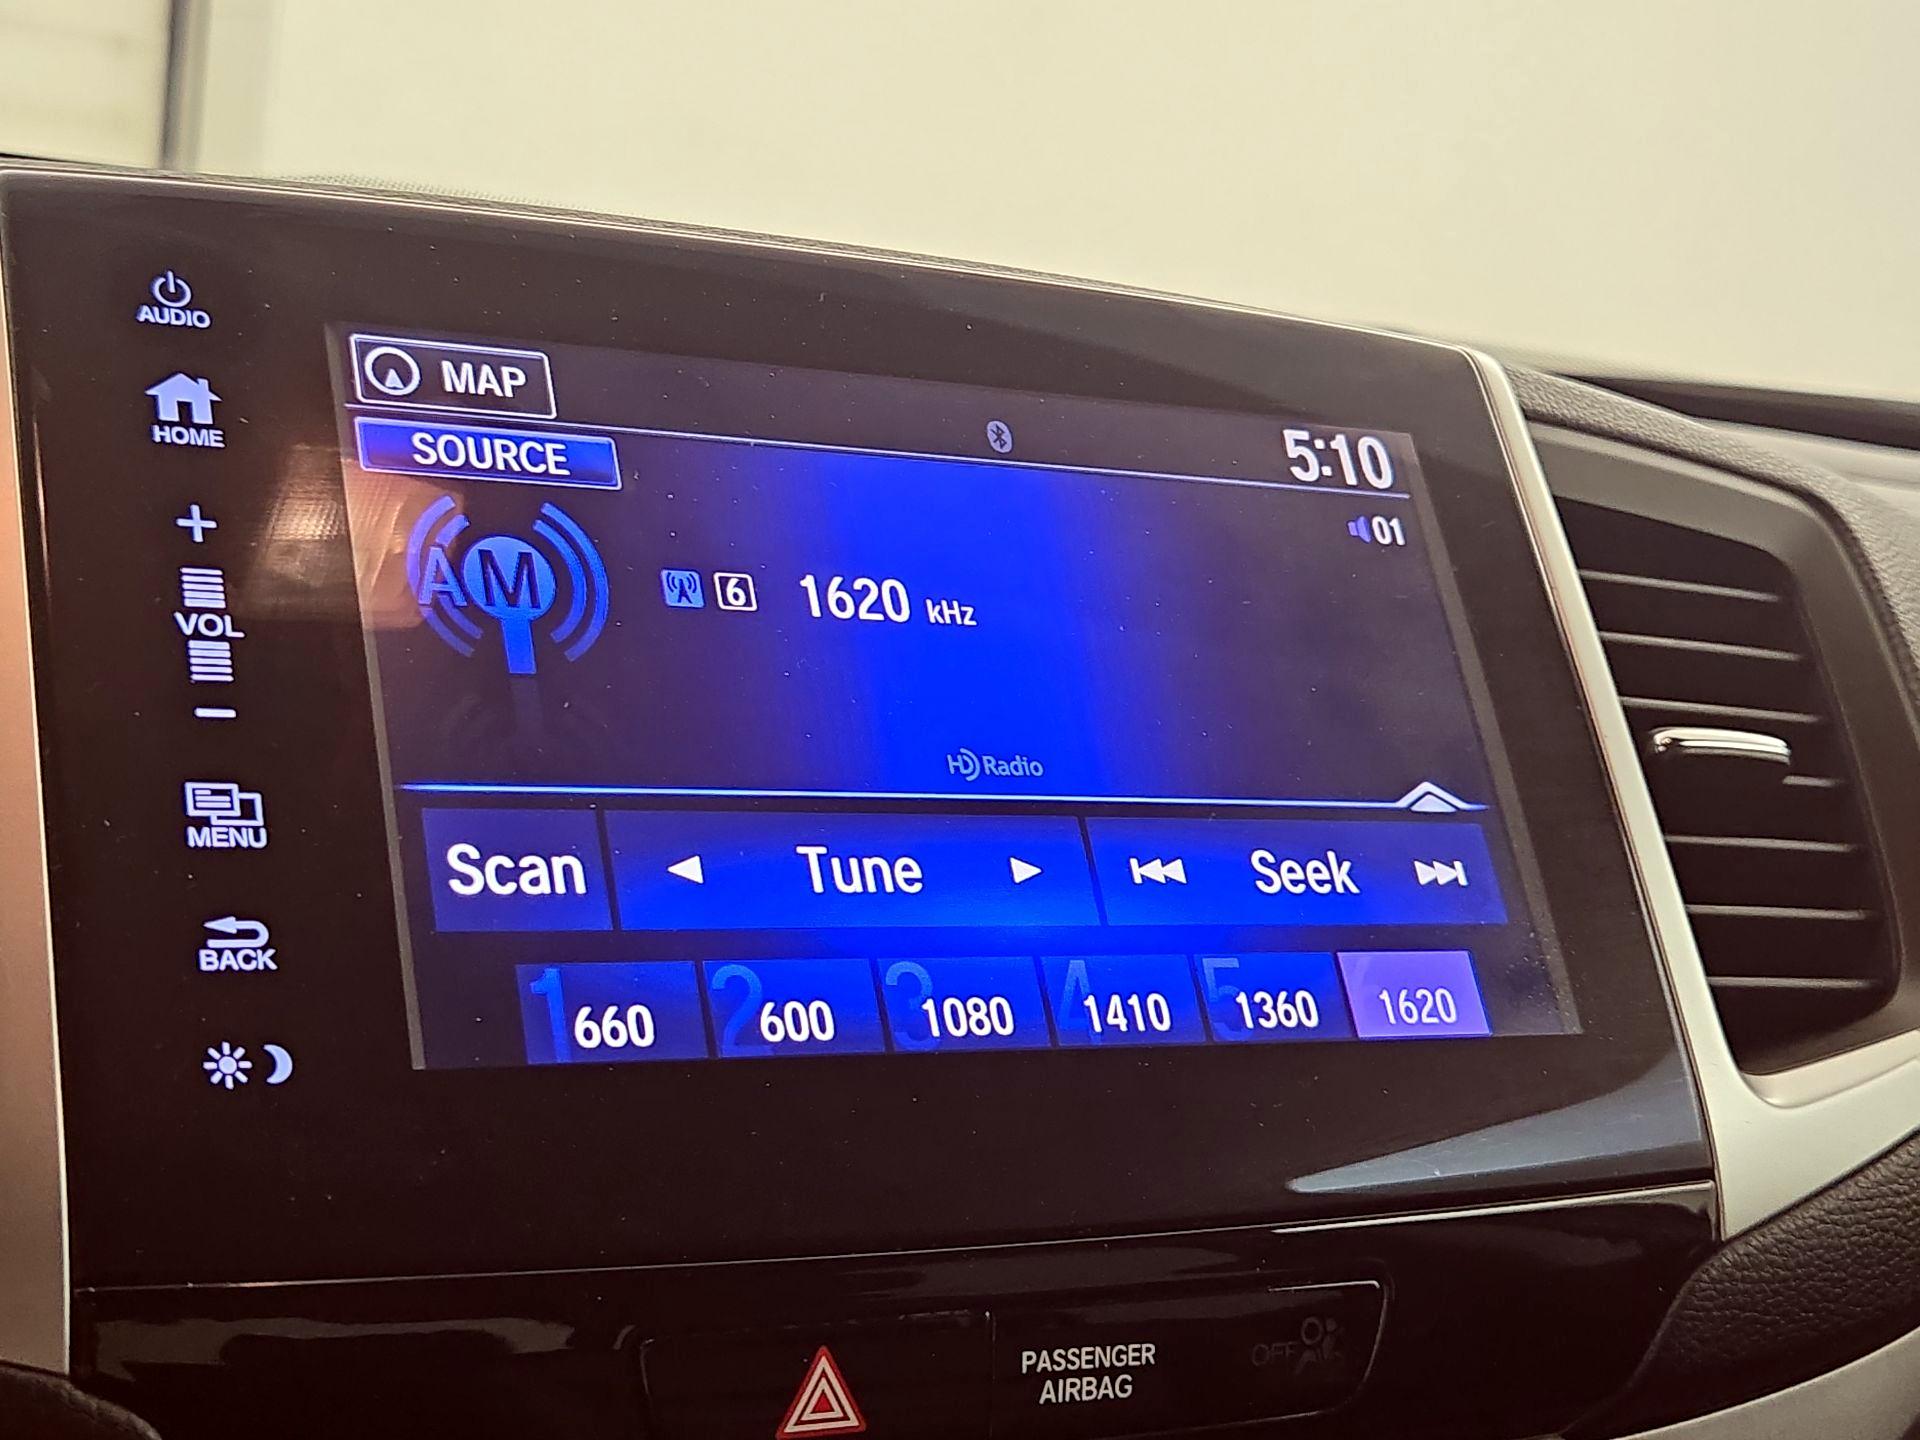 AUDIO
HOME
+
VOL
−
MENU
BACK
MAP
5:10
SOURCE
01
AM
6 1620 kHz
HD Radio
Scan
Tune
Seek
1 660
2 600
3 1080
4 1410
5 1360
1620
PASSENGER
AIRBAG
OFF